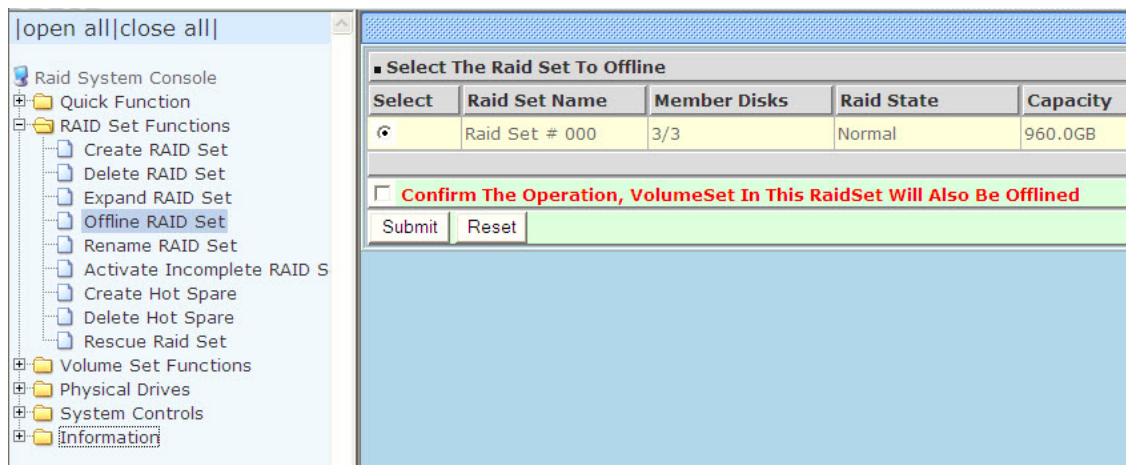 |open all|close all|
Raid System Console
Quick Function
RAID Set Functions
Create RAID Set
Delete RAID Set
Expand RAID Set
Offline RAID Set
Rename RAID Set
Activate Incomplete RAID S
Create Hot Spare
Delete Hot Spare
Rescue Raid Set
Volume Set Functions
Physical Drives
System Controls
Information
Select The Raid Set To Offline
Select Raid Set Name Member Disks Raid State Capacity
Raid Set # 000 3/3 Normal 960.0GB
Confirm The Operation, VolumeSet In This RaidSet Will Also Be Offlined
Submit Reset